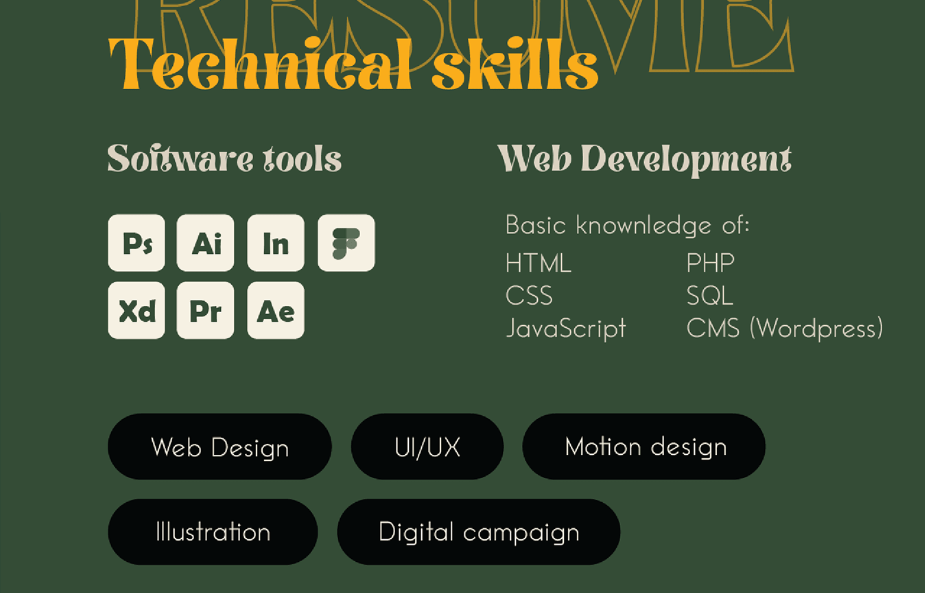 RESUME
Technical skills
Software tools
Ps Ai In
Xd Pr Ae
Web Development
Basic knownledge of:
HTML PHP
CSS SQL
JavaScript CMS (Wordpress)
Web Design UI/UX Motion design
Illustration Digital campaign